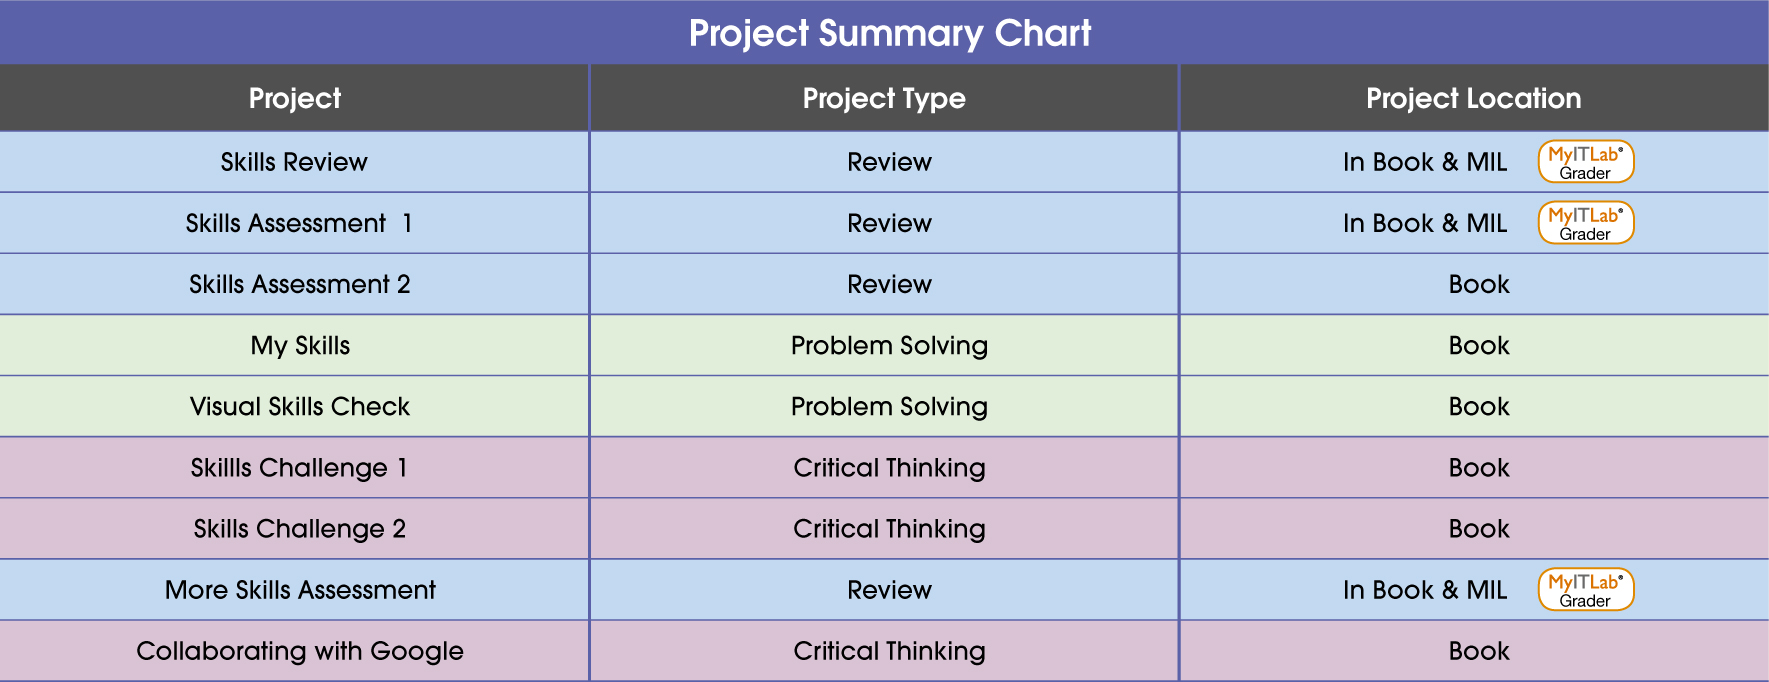 Project Summary Chart
Project Project Type Project Location
Skills Review Review In Book & MIL MyITLab® Grader
Skills Assessment 1 Review In Book & MIL MyITLab® Grader
Skills Assessment 2 Review Book
My Skills Problem Solving Book
Visual Skills Check Problem Solving Book
Skillls Challenge 1 Critical Thinking Book
Skills Challenge 2 Critical Thinking Book
More Skills Assessment Review In Book & MIL MyITLab® Grader
Collaborating with Google Critical Thinking Book